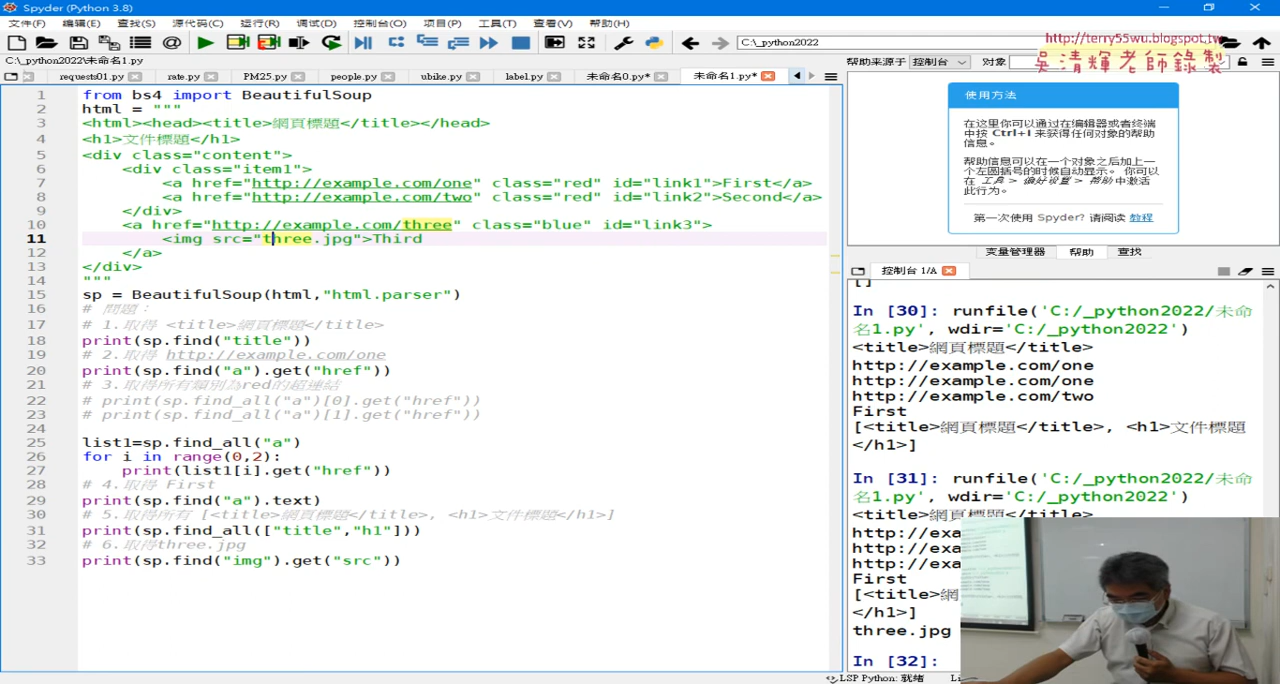 Spyder (Python 3.8)
文件(F) 编辑(E) 查找(S) 源代码(C) 运行(R) 调试(D) 控制台(O) 项目(P) 工具(T) 查看(V) 帮助(H)
C:\_python2022
http://terry55wu.blogspot.tw
吳清輝老師錄製
C:\_python2022\未命名1.py
requests01.py rate.py PM25.py people.py ubike.py label.py 未命名0.py* 未命名1.py*
帮助来源于 控制台 对象
1 from bs4 import BeautifulSoup
2 html = """
3 <html><head><title>網頁標題</title></head>
4 <h1>文件標題</h1>
5 <div class="content">
6 <div class="item1">
7 <a href="http://example.com/one" class="red" id="link1">First</a>
8 <a href="http://example.com/two" class="red" id="link2">Second</a>
9 </div>
10 <a href="http://example.com/three" class="blue" id="link3">
11 <img src="three.jpg">Third
12 </a>
13 </div>
14 """
15 sp = BeautifulSoup(html,"html.parser")
16 # 問題：
17 # 1.取得 <title>網頁標題</title>
18 print(sp.find("title"))
19 # 2.取得 http://example.com/one
20 print(sp.find("a").get("href"))
21 # 3.取得所有類別為red的超連結
22 # print(sp.find_all("a")[0].get("href"))
23 # print(sp.find_all("a")[1].get("href"))
24
25 list1=sp.find_all("a")
26 for i in range(0,2):
27 print(list1[i].get("href"))
28 # 4.取得 First
29 print(sp.find("a").text)
30 # 5.取得所有 [<title>網頁標題</title>, <h1>文件標題</h1>]
31 print(sp.find_all(["title","h1"]))
32 # 6.取得three.jpg
33 print(sp.find("img").get("src"))
使用方法
在这里你可以通过在编辑器或者终端
中按 Ctrl+I 来获得任何对象的帮助
信息。
帮助信息可以在一个对象之后加上一
个左圆括号的时候自动显示。 你可以
在 工具 > 偏好设置 > 帮助 中激活
此行为。
第一次使用 Spyder? 请阅读 教程
变量管理器 帮助 查找
控制台 1/A
[]
In [30]: runfile('C:/_python2022/未命
名1.py', wdir='C:/_python2022')
<title>網頁標題</title>
http://example.com/one
http://example.com/one
http://example.com/two
First
[<title>網頁標題</title>, <h1>文件標題
</h1>]
In [31]: runfile('C:/_python2022/未命
名1.py', wdir='C:/_python2022')
<title>網頁標題</title>
http://exa
http://exa
http://exa
First
[<title>網
</h1>]
three.jpg
In [32]:
LSP Python: 就绪